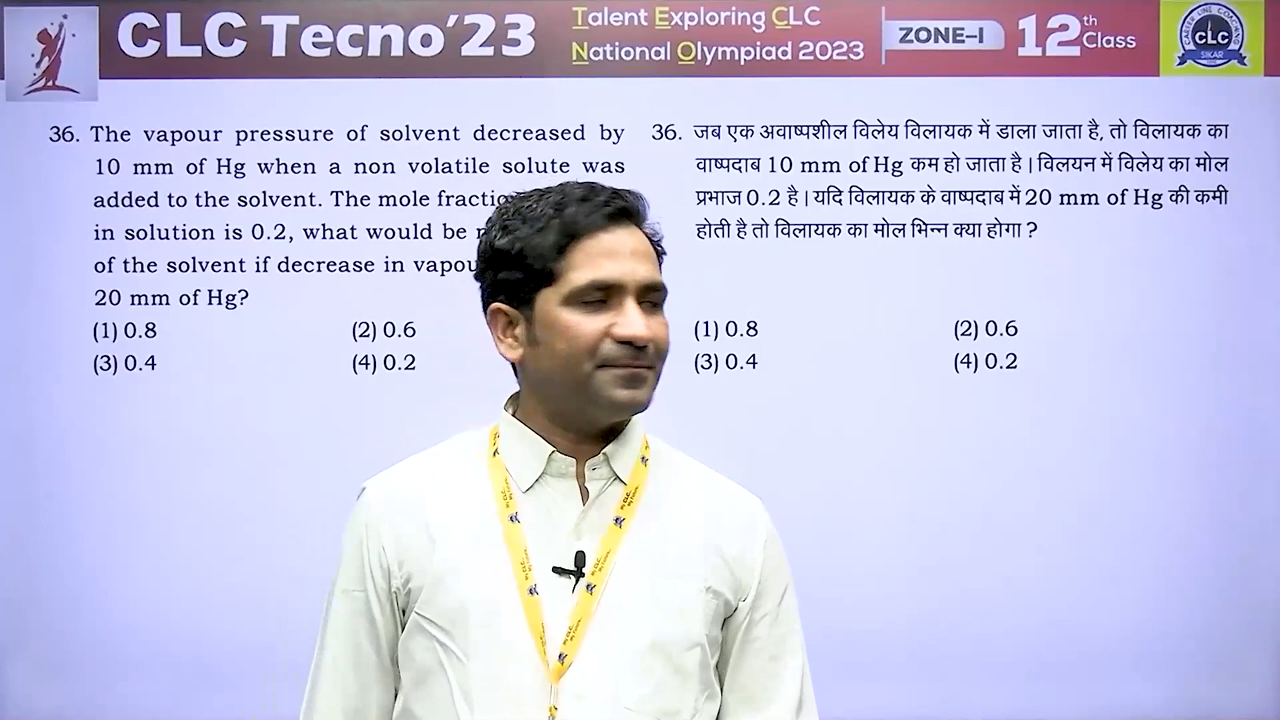 CLC Tecno'23
Talent Exploring CLC
National Olympiad 2023
ZONE–I
12th
Class
CAREER LINE COACHING
CLC
SIKAR
36. The vapour pressure of solvent decreased by
10 mm of Hg when a non volatile solute was
added to the solvent. The mole
in solution is 0.2, what would be
of the solvent if decrease in
20 mm of Hg?
(1) 0.8 (2) 0.6
(3) 0.4 (4) 0.2
36. जब एक अवाष्पशील विलेय विलायक में डाला जाता है, तो विलायक का
वाष्पदाब 10 mm of Hg कम हो जाता है। विलयन में विलेय का मोल
प्रभाज 0.2 है। यदि विलायक के वाष्पदाब में 20 mm of Hg की कमी
होती है तो विलायक का मोल भिन्न क्या होगा ?
(1) 0.8 (2) 0.6
(3) 0.4 (4) 0.2